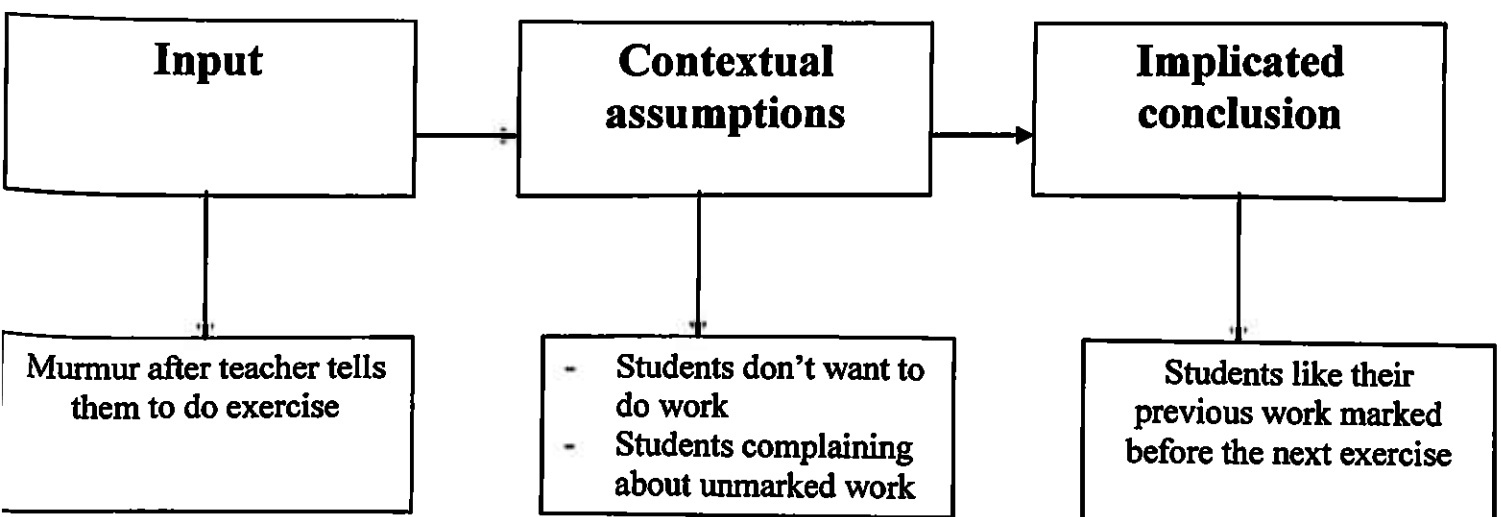 Input
Contextual
assumptions
Implicated
conclusion
Murmur after teacher tells
them to do exercise
- Students don't want to
do work
- Students complaining
about unmarked work
Students like their
previous work marked
before the next exercise